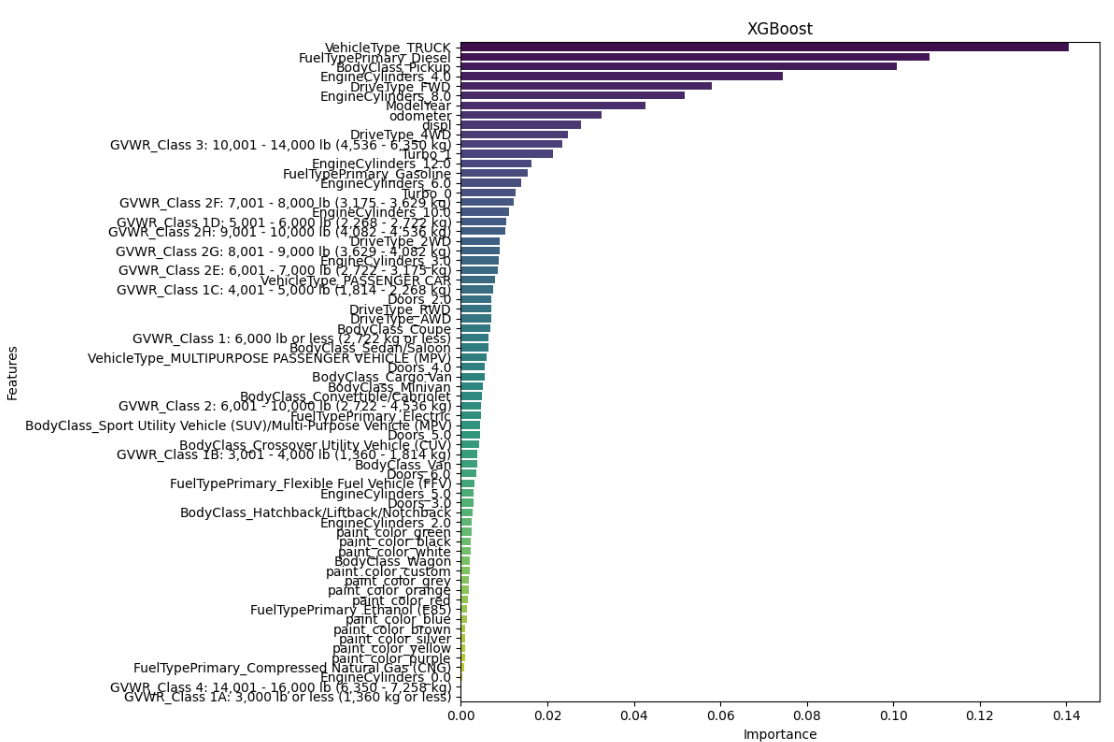 XGBoost
VehicleType_TRUCK
FuelTypePrimary_Diesel
BodyClass_Pickup
EngineCylinders_4.0
DriveType_FWD
EngineCylinders_8.0
ModelYear
odometer
displ
DriveType_4WD
GVWR_Class 3: 10,001 - 14,000 lb (4,536 - 6,350 kg)
Turbo_1
EngineCylinders_12.0
FuelTypePrimary_Gasoline
EngineCylinders_6.0
Turbo_0
GVWR_Class 2F: 7,001 - 8,000 lb (3,175 - 3,629 kg)
EngineCylinders_10.0
GVWR_Class 1D: 5,001 - 6,000 lb (2,268 - 2,722 kg)
GVWR_Class 2H: 9,001 - 10,000 lb (4,082 - 4,536 kg)
DriveType_2WD
GVWR_Class 2G: 8,001 - 9,000 lb (3,629 - 4,082 kg)
EngineCylinders_3.0
GVWR_Class 2E: 6,001 - 7,000 lb (2,722 - 3,175 kg)
VehicleType_PASSENGER CAR
GVWR_Class 1C: 4,001 - 5,000 lb (1,814 - 2,268 kg)
Doors_2.0
DriveType_RWD
DriveType_AWD
BodyClass_Coupe
GVWR_Class 1: 6,000 lb or less (2,722 kg or less)
BodyClass_Sedan/Saloon
VehicleType_MULTIPURPOSE PASSENGER VEHICLE (MPV)
Doors_4.0
BodyClass_Cargo Van
BodyClass_Minivan
BodyClass_Convertible/Cabriolet
GVWR_Class 2: 6,001 - 10,000 lb (2,722 - 4,536 kg)
FuelTypePrimary_Electric
BodyClass_Sport Utility Vehicle (SUV)/Multi-Purpose Vehicle (MPV)
Doors_5.0
BodyClass_Crossover Utility Vehicle (CUV)
GVWR_Class 1B: 3,001 - 4,000 lb (1,360 - 1,814 kg)
BodyClass_Van
Doors_6.0
FuelTypePrimary_Flexible Fuel Vehicle (FFV)
EngineCylinders_5.0
Doors_3.0
BodyClass_Hatchback/Liftback/Notchback
EngineCylinders_2.0
paint_color_green
paint_color_black
paint_color_white
BodyClass_Wagon
paint_color_custom
paint_color_grey
paint_color_orange
paint_color_red
FuelTypePrimary_Ethanol (E85)
paint_color_blue
paint_color_brown
paint_color_silver
paint_color_yellow
paint_color_purple
FuelTypePrimary_Compressed Natural Gas (CNG)
EngineCylinders_0.0
GVWR_Class 4: 14,001 - 16,000 lb (6,350 - 7,258 kg)
GVWR_Class 1A: 3,000 lb or less (1,360 kg or less)
Features
0.00 0.02 0.04 0.06 0.08 0.10 0.12 0.14
Importance